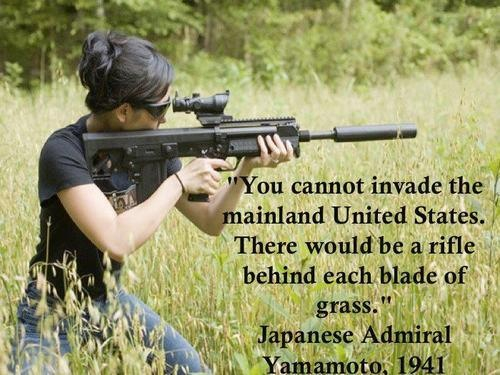 "You cannot invade the
mainland United States.
There would be a rifle
behind each blade of
grass."
Japanese Admiral
Yamamoto, 1941